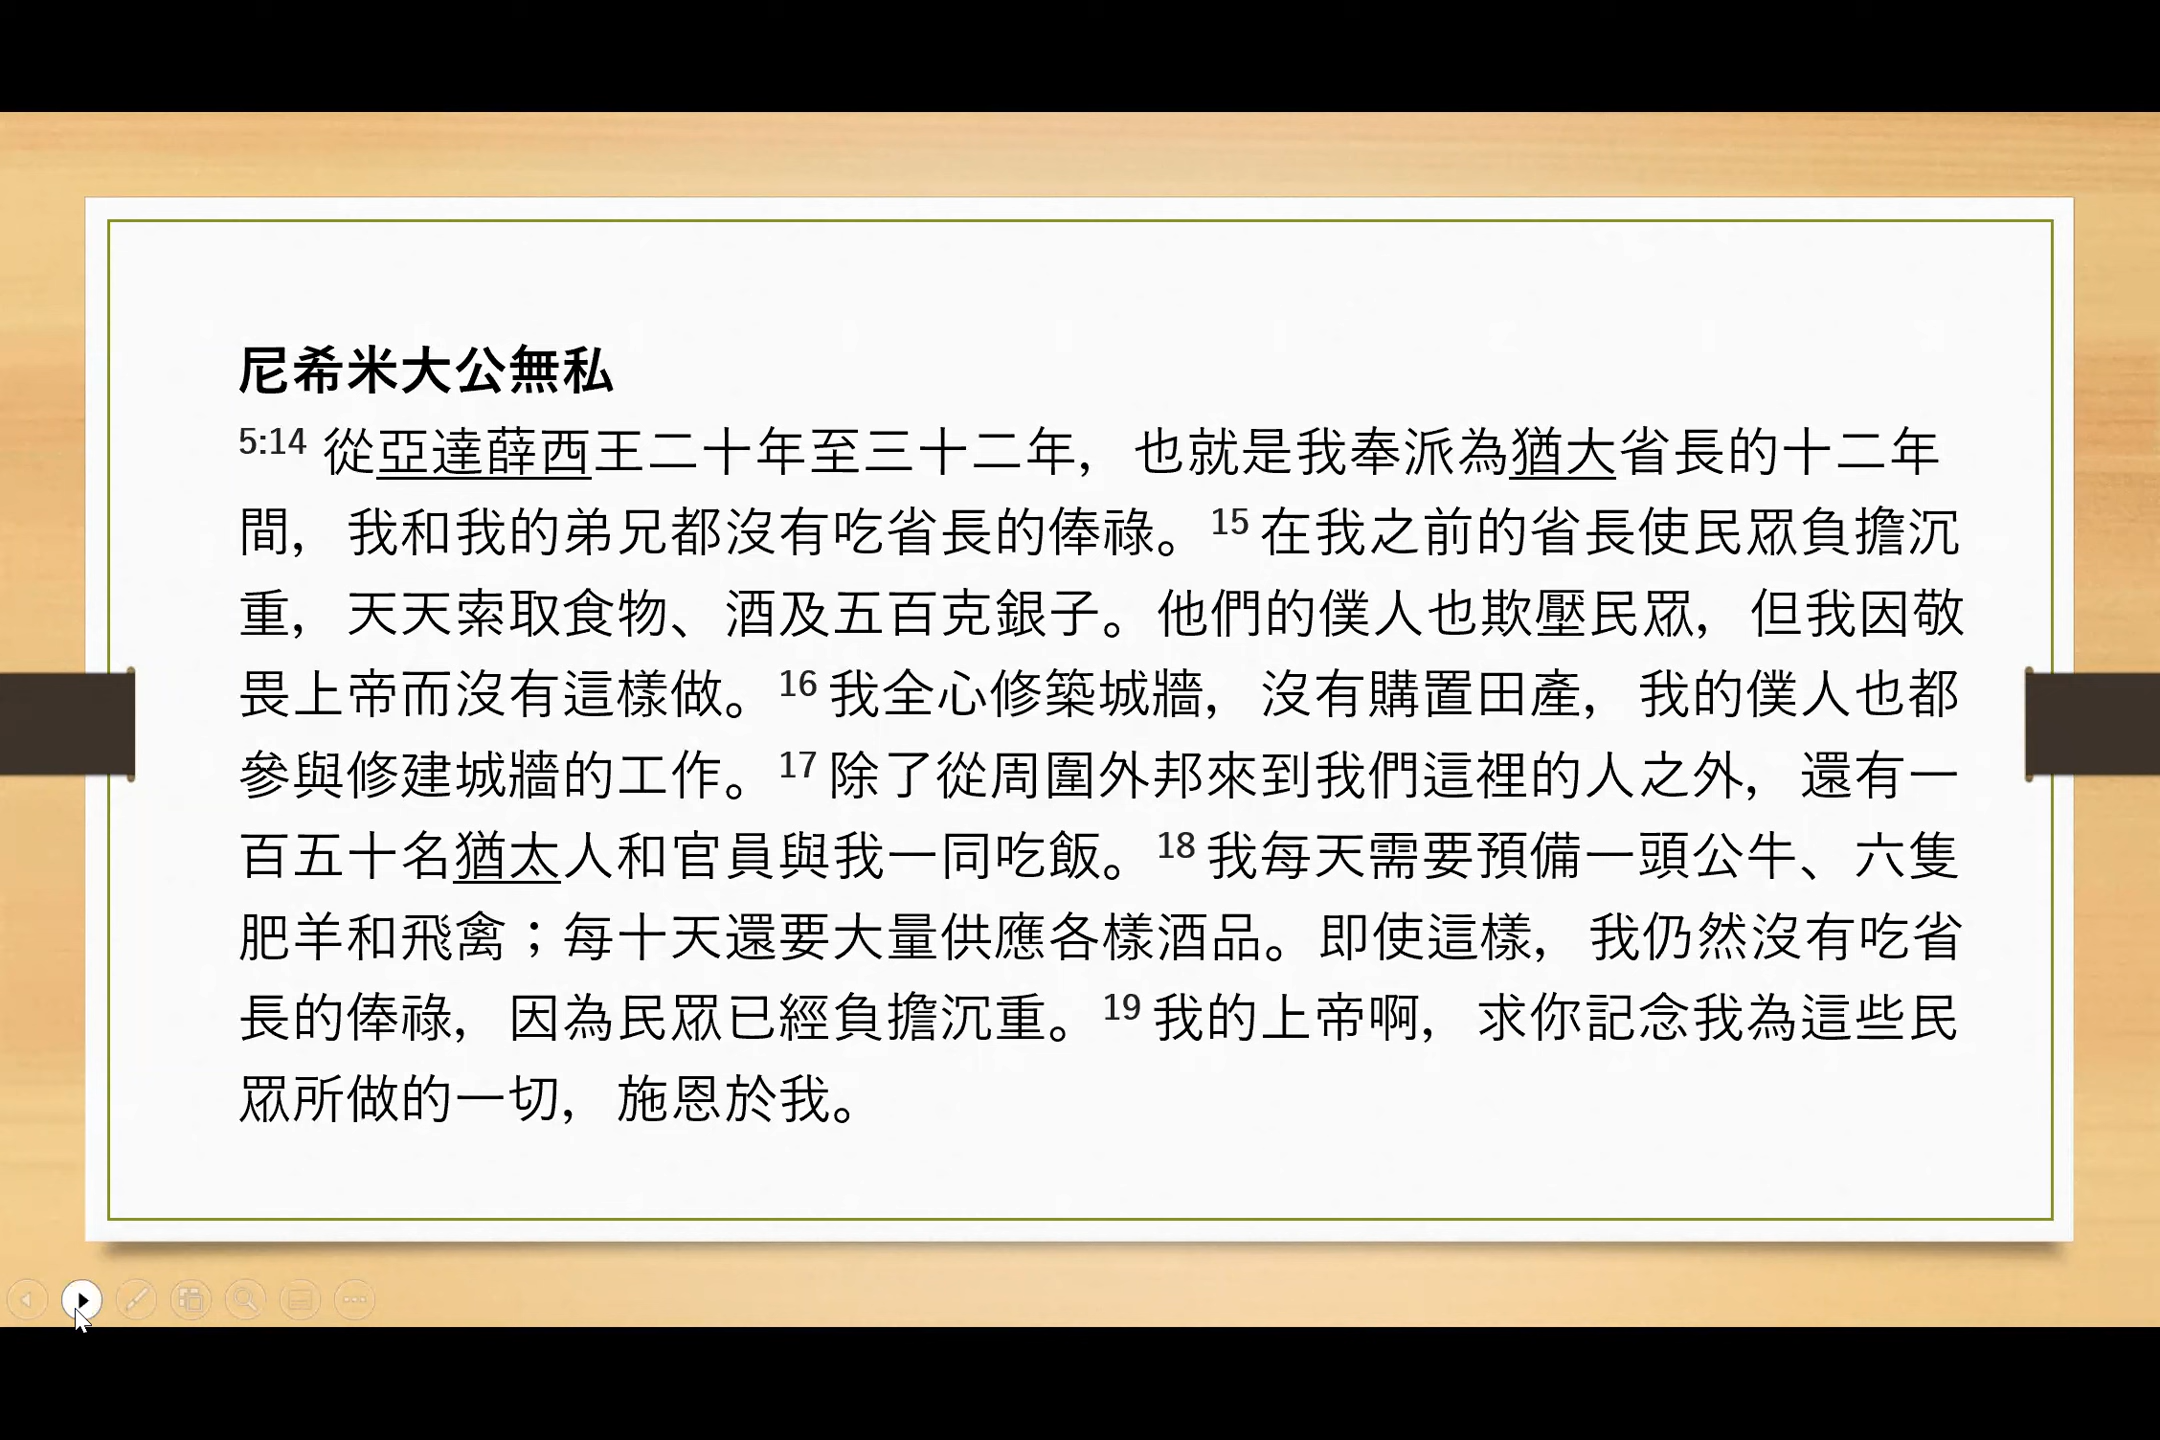 尼希米大公無私
5:14 從亞達薛西王二十年至三十二年，也就是我奉派為猶大省長的十二年
間，我和我的弟兄都沒有吃省長的俸祿。15 在我之前的省長使民眾負擔沉
重，天天索取食物、酒及五百克銀子。他們的僕人也欺壓民眾，但我因敬
畏上帝而沒有這樣做。16 我全心修築城牆，沒有購置田產，我的僕人也都
參與修建城牆的工作。17 除了從周圍外邦來到我們這裡的人之外，還有一
百五十名猶太人和官員與我一同吃飯。18 我每天需要預備一頭公牛、六隻
肥羊和飛禽；每十天還要大量供應各樣酒品。即使這樣，我仍然沒有吃省
長的俸祿，因為民眾已經負擔沉重。19 我的上帝啊，求你記念我為這些民
眾所做的一切，施恩於我。